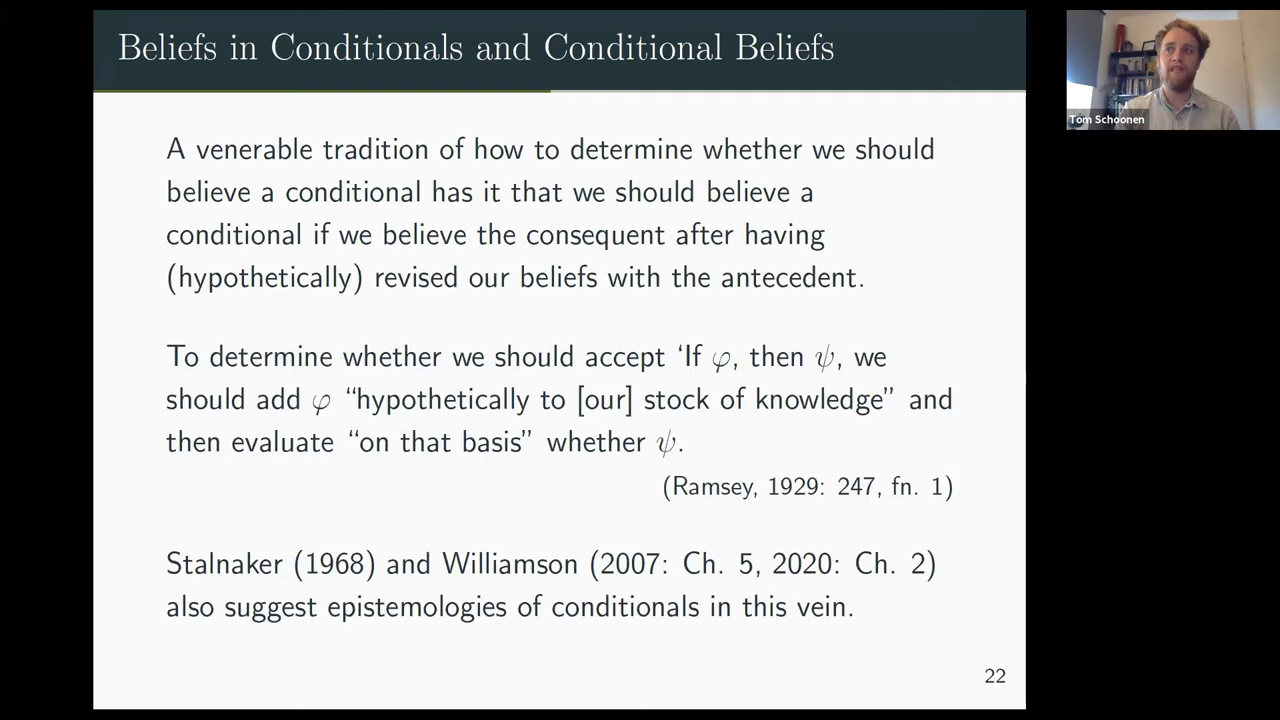 Beliefs in Conditionals and Conditional Beliefs
A venerable tradition of how to determine whether we should
believe a conditional has it that we should believe a
conditional if we believe the consequent after having
(hypothetically) revised our beliefs with the antecedent.
To determine whether we should accept ‘If φ, then ψ, we
should add φ “hypothetically to [our] stock of knowledge” and
then evaluate “on that basis” whether ψ.
(Ramsey, 1929: 247, fn. 1)
Stalnaker (1968) and Williamson (2007: Ch. 5, 2020: Ch. 2)
also suggest epistemologies of conditionals in this vein.
22
Tom Schoonen